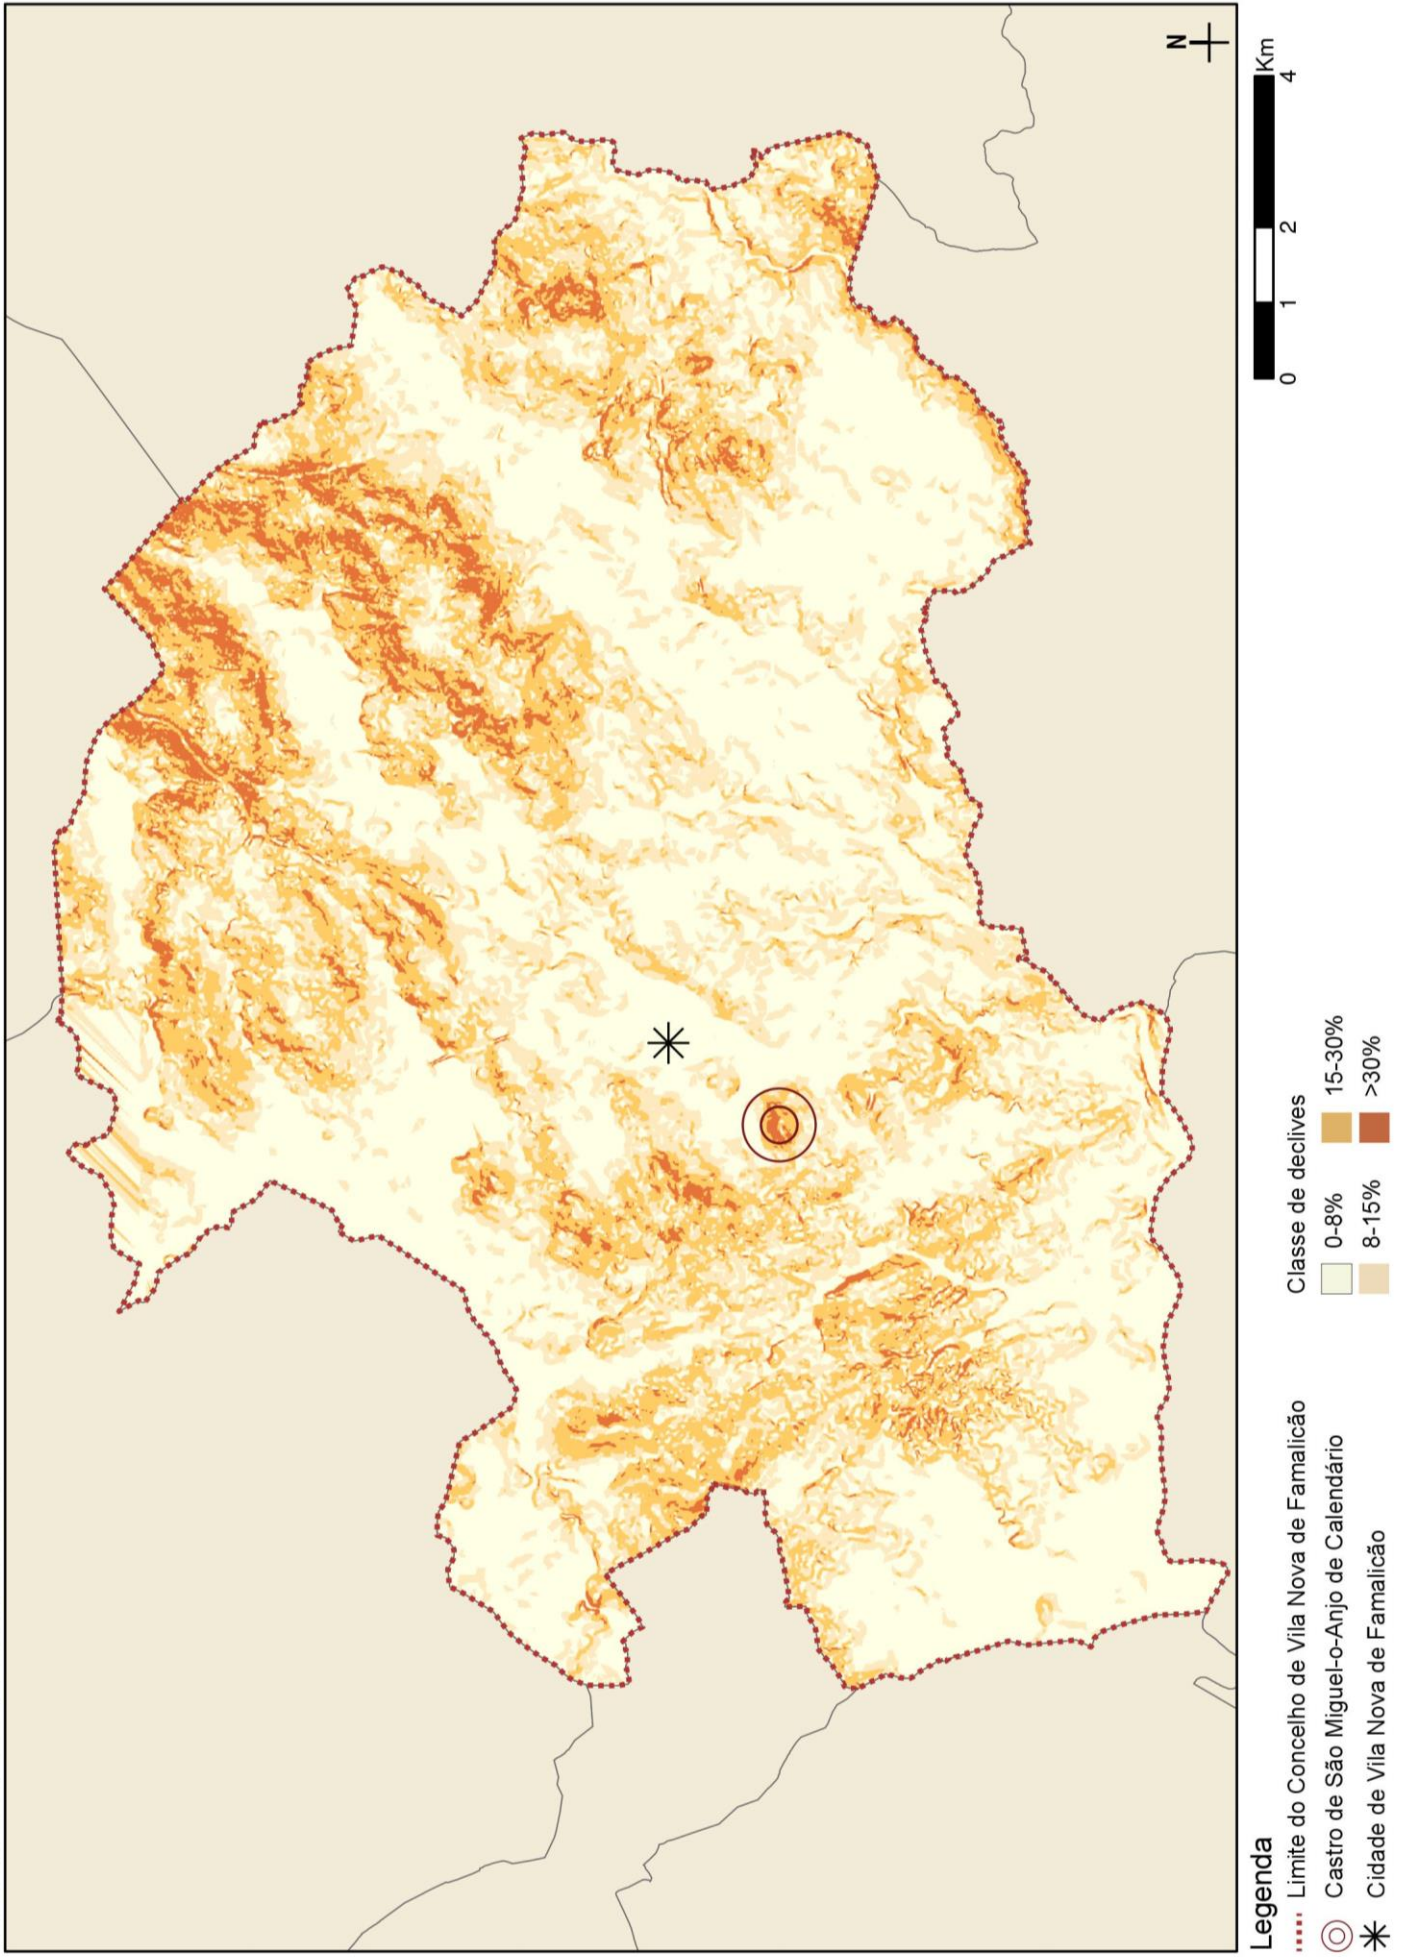 N
0 1 2 4 Km
Legenda
Limite do Concelho de Vila Nova de Famalicão
Castro de São Miguel-o-Anjo de Calendário
Cidade de Vila Nova de Famalicão
Classe de declives
0-8%
8-15%
15-30%
>30%